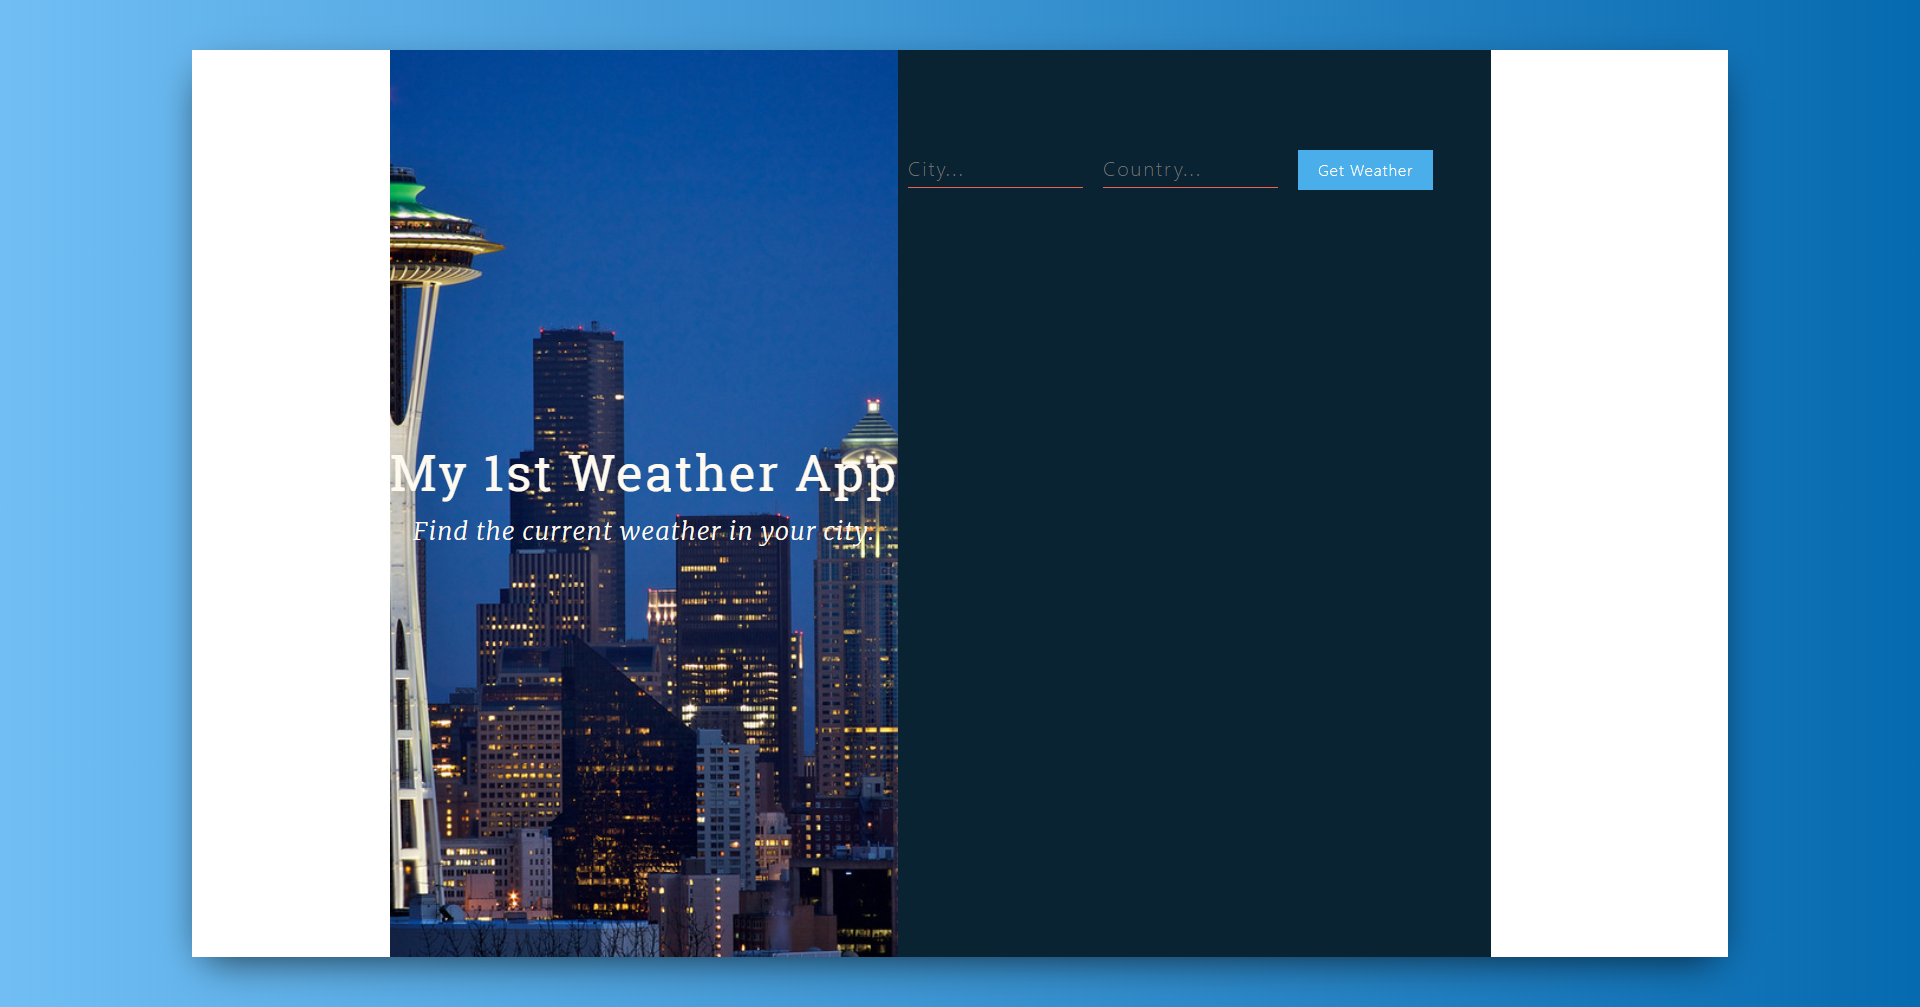 City...
Country...
Get Weather
My 1st Weather App
Find the current weather in your city.